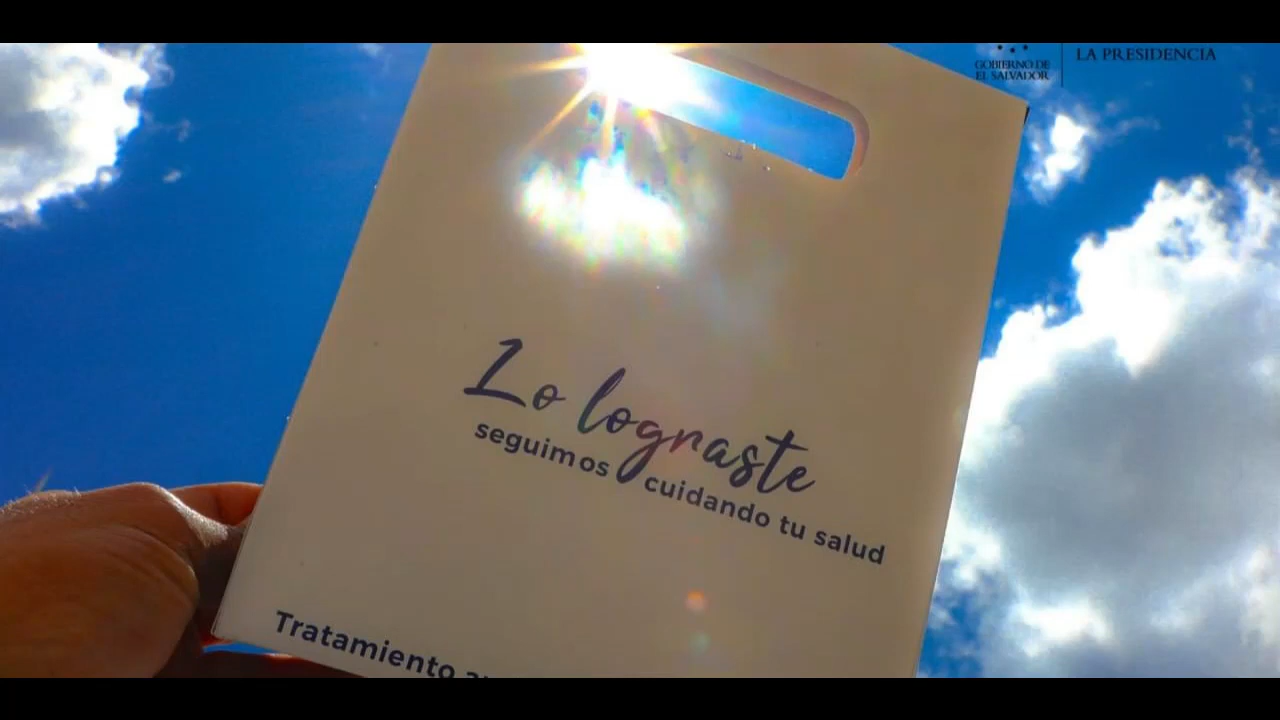 GOBIERNO DE
EL SALVADOR
LA PRESIDENCIA
Lo lograste
seguimos cuidando tu salud
Tratamiento